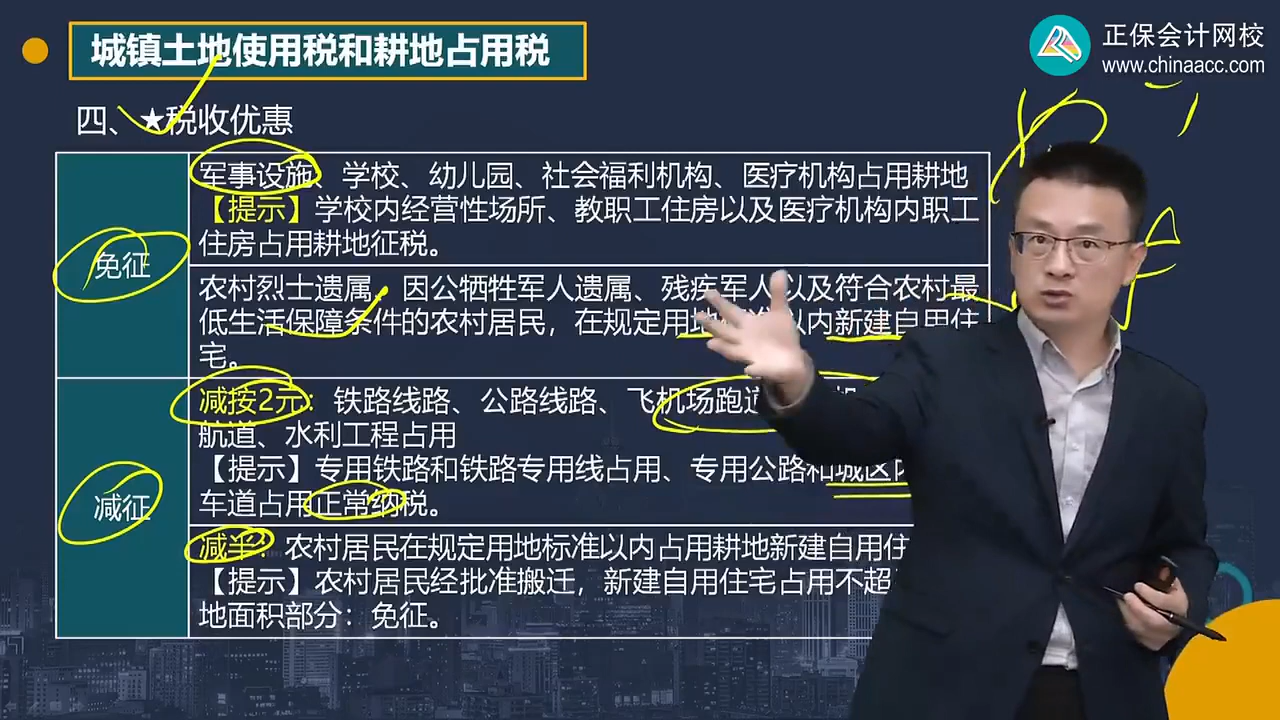 城镇土地使用税和耕地占用税
正保会计网校
www.chinaacc.com
四、★税收优惠
免征
军事设施、学校、幼儿园、社会福利机构、医疗机构占用耕地
【提示】学校内经营性场所、教职工住房以及医疗机构内职工
住房占用耕地征税。
农村烈士遗属、因公牺牲军人遗属、残疾军人以及符合农村最
低生活保障条件的农村居民，在规定用地 以内新建自用住
宅。
减征
减按2元：铁路线路、公路线路、飞机场跑道
航道、水利工程占用
【提示】专用铁路和铁路专用线占用、专用公路和城区内
车道占用正常纳税。
减半：农村居民在规定用地标准以内占用耕地新建自用住
【提示】农村居民经批准搬迁，新建自用住宅占用不超
地面积部分：免征。